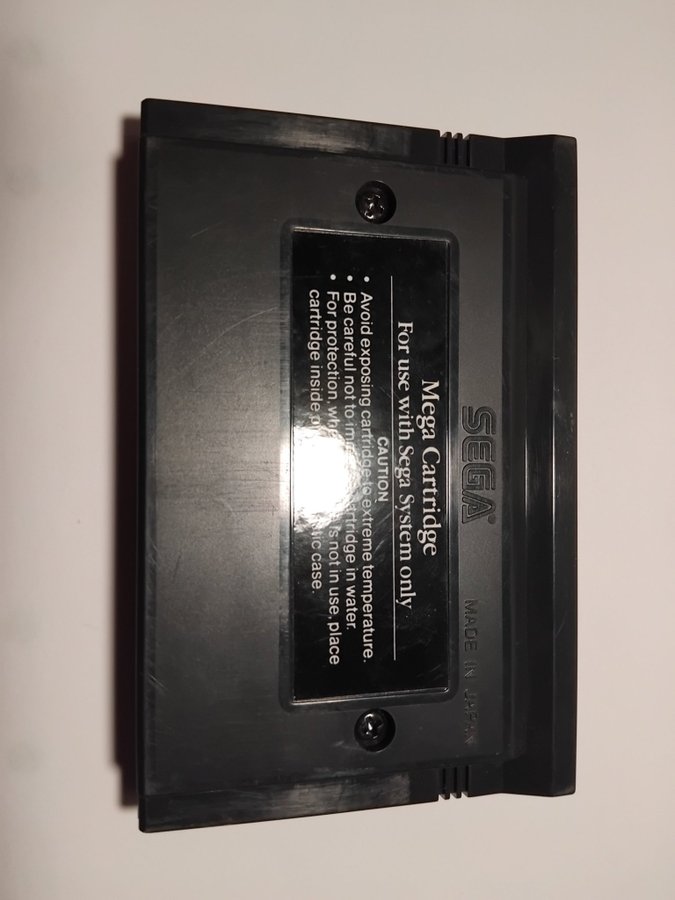 SEGA®
MADE IN JAPAN
Mega Cartridge
For use with Sega System only
CAUTION
• Avoid exposing cartridge to extreme temperature.
• Be careful not to cartridge in water.
• For protection, is not in use, place
cartridge inside case.